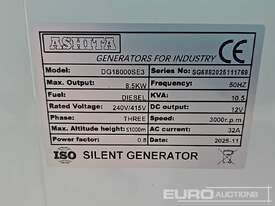 ASHITA
GENERATORS FOR INDUSTRY
CE
Model: DG18000SE3 Series No: SG6882025111769
Max. Output: 8.5KW Frequency: 50HZ
Fuel: DIESEL KVA: 10.5
Rated Voltage: 240V/415V DC output: 12V
Phase: THREE Speed: 3000r.p.m
Max. Altitude height: ≤1000m AC current: 32A
Power factor: 0.8 Date: 2025-11
ISO SILENT GENERATOR
EURO
AUCTIONS